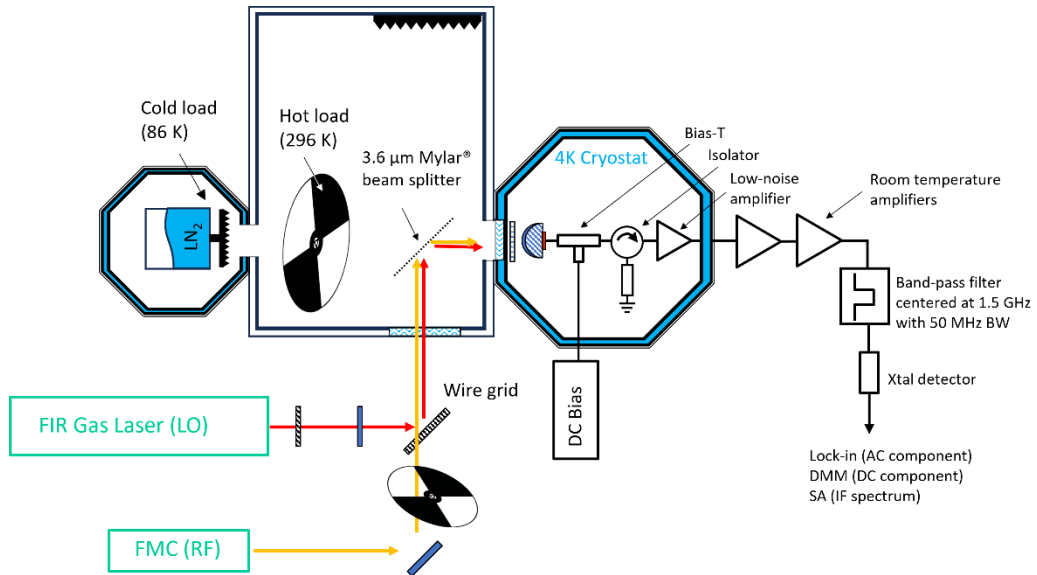 Cold load
(86 K)
Hot load
(296 K)
3.6 µm Mylar®
beam splitter
LN2
4K Cryostat
Bias-T
Isolator
Low-noise
amplifier
Room temperature
amplifiers
Band-pass filter
centered at 1.5 GHz
with 50 MHz BW
Xtal detector
Lock-in (AC component)
DMM (DC component)
SA (IF spectrum)
DC Bias
Wire grid
FIR Gas Laser (LO)
FMC (RF)